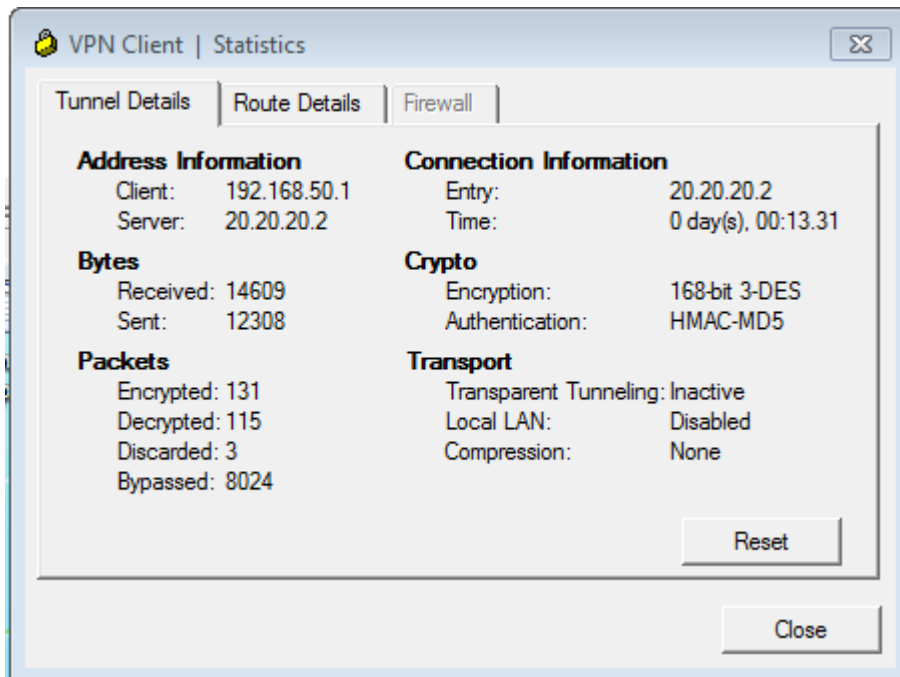 VPN Client | Statistics
Tunnel Details Route Details Firewall
Address Information
Client: 192.168.50.1
Server: 20.20.20.2
Connection Information
Entry: 20.20.20.2
Time: 0 day(s), 00:13.31
Bytes
Received: 14609
Sent: 12308
Crypto
Encryption: 168-bit 3-DES
Authentication: HMAC-MD5
Packets
Encrypted: 131
Decrypted: 115
Discarded: 3
Bypassed: 8024
Transport
Transparent Tunneling: Inactive
Local LAN: Disabled
Compression: None
Reset
Close